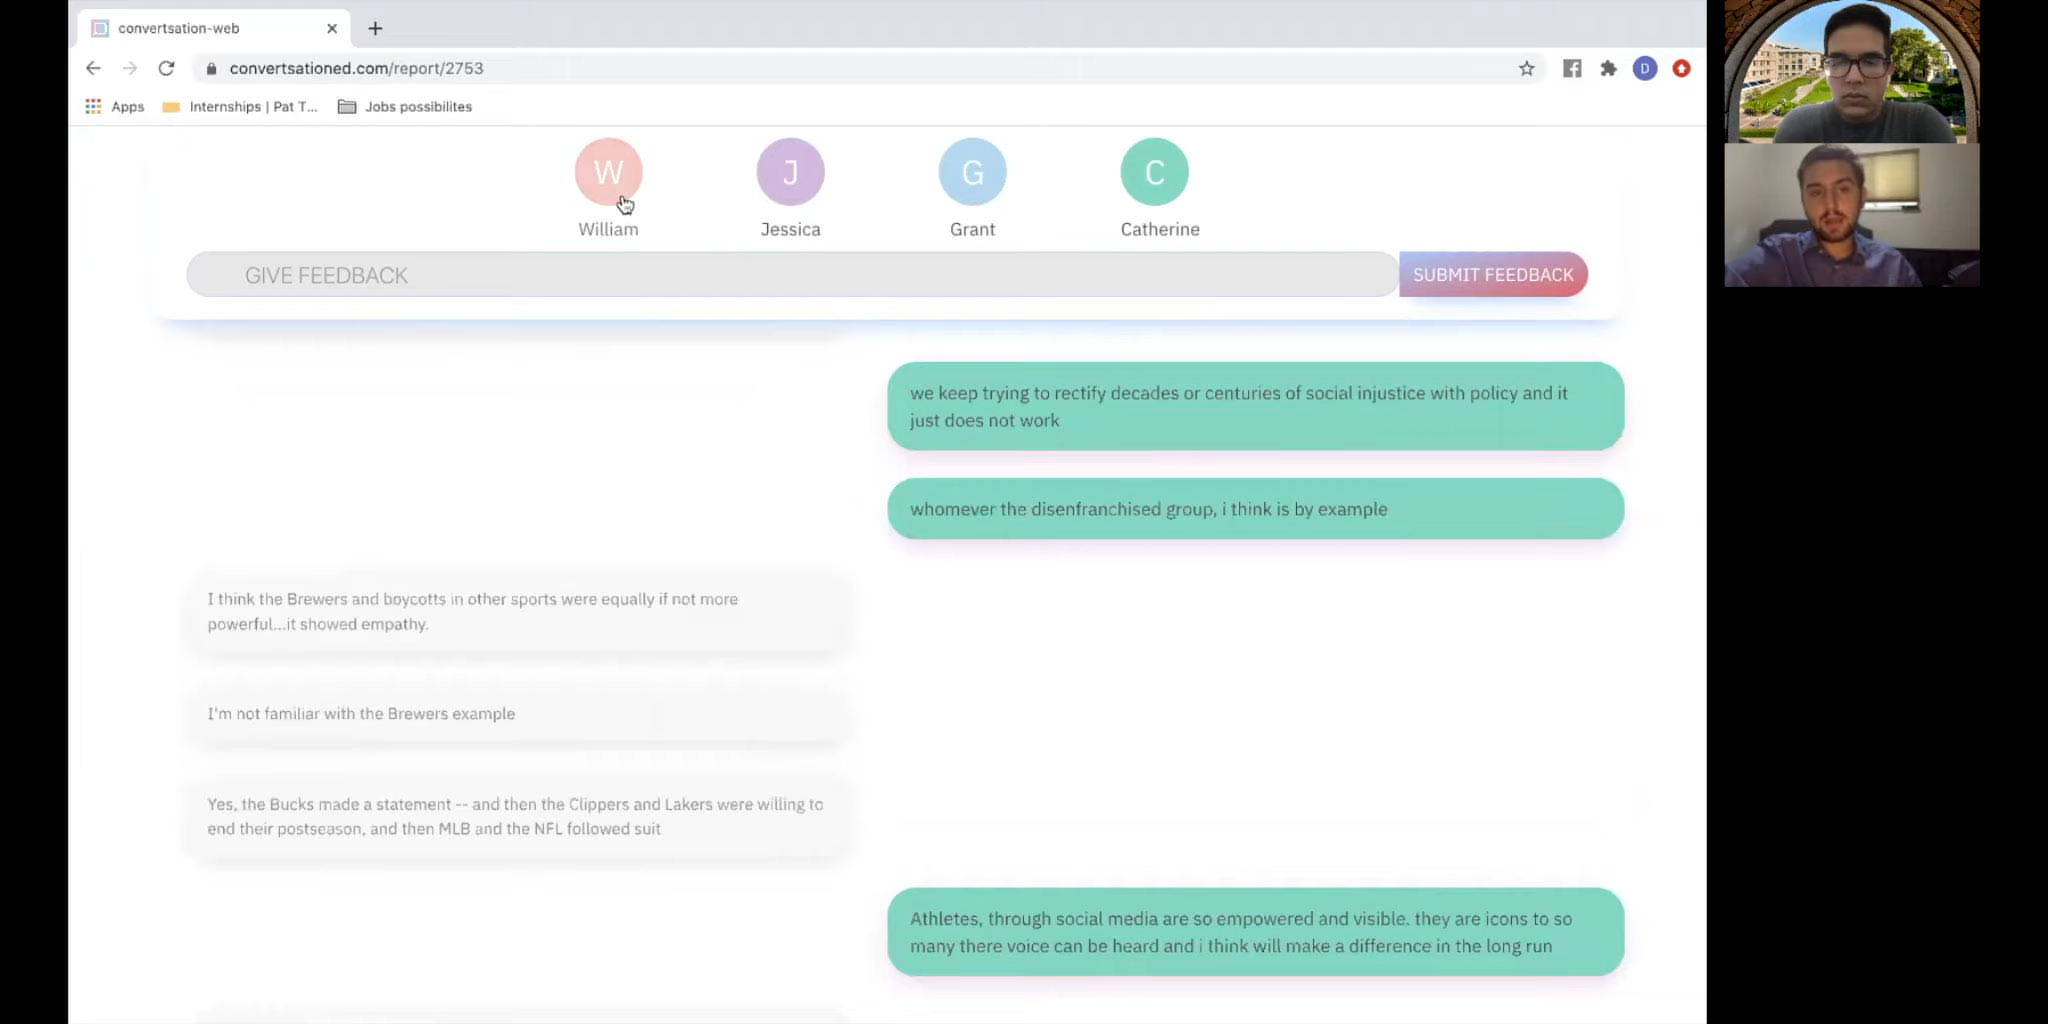 convertsation-web
convertsationed.com/report/2753
D
Apps
Internships | Pat T...
Jobs possibilites
W
J
G
C
William
Jessica
Grant
Catherine
GIVE FEEDBACK
SUBMIT FEEDBACK
we keep trying to rectify decades or centuries of social injustice with policy and it
just does not work
whomever the disenfranchised group, i think is by example
I think the Brewers and boycotts in other sports were equally if not more
powerful...it showed empathy.
I'm not familiar with the Brewers example
Yes, the Bucks made a statement -- and then the Clippers and Lakers were willing to
end their postseason, and then MLB and the NFL followed suit
Athletes, through social media are so empowered and visible. they are icons to so
many there voice can be heard and i think will make a difference in the long run